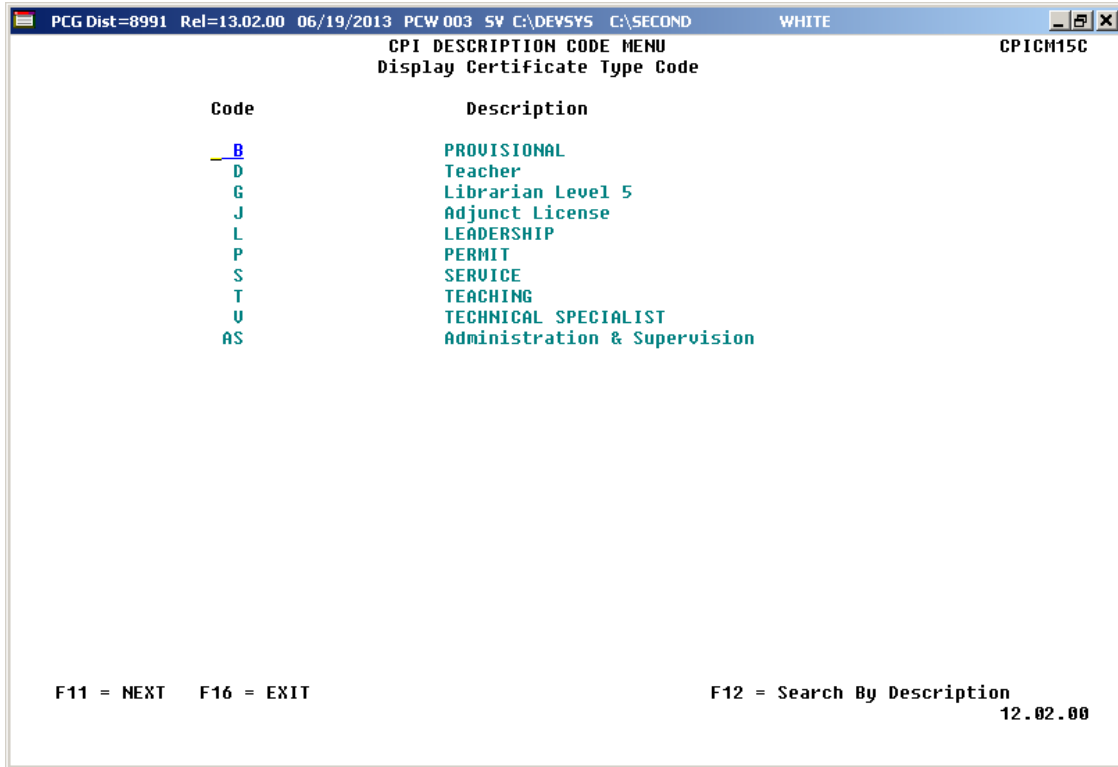 PCG Dist=8991 Rel=13.02.00 06/19/2013 PCW 003 SV C:\DEVSYS C:\SECOND WHITE
CPI DESCRIPTION CODE MENU CPICM15C
Display Certificate Type Code
Code Description
_ B PROVISIONAL
D Teacher
G Librarian Level 5
J Adjunct License
L LEADERSHIP
P PERMIT
S SERVICE
T TEACHING
V TECHNICAL SPECIALIST
AS Administration & Supervision
F11 = NEXT F16 = EXIT F12 = Search By Description
12.02.00